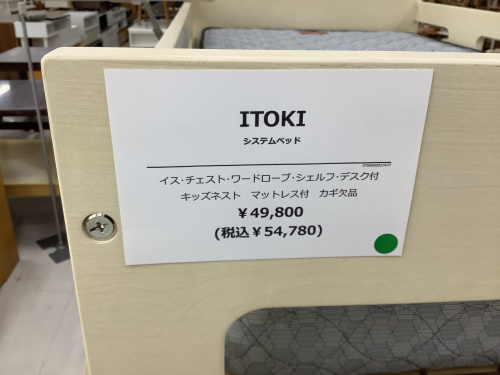 ITOKI
システムベッド
イス・チェスト・ワードローブ・シェルフ・デスク付
キッズネスト　マットレス付　カギ欠品
￥49,800
(税込￥54,780)